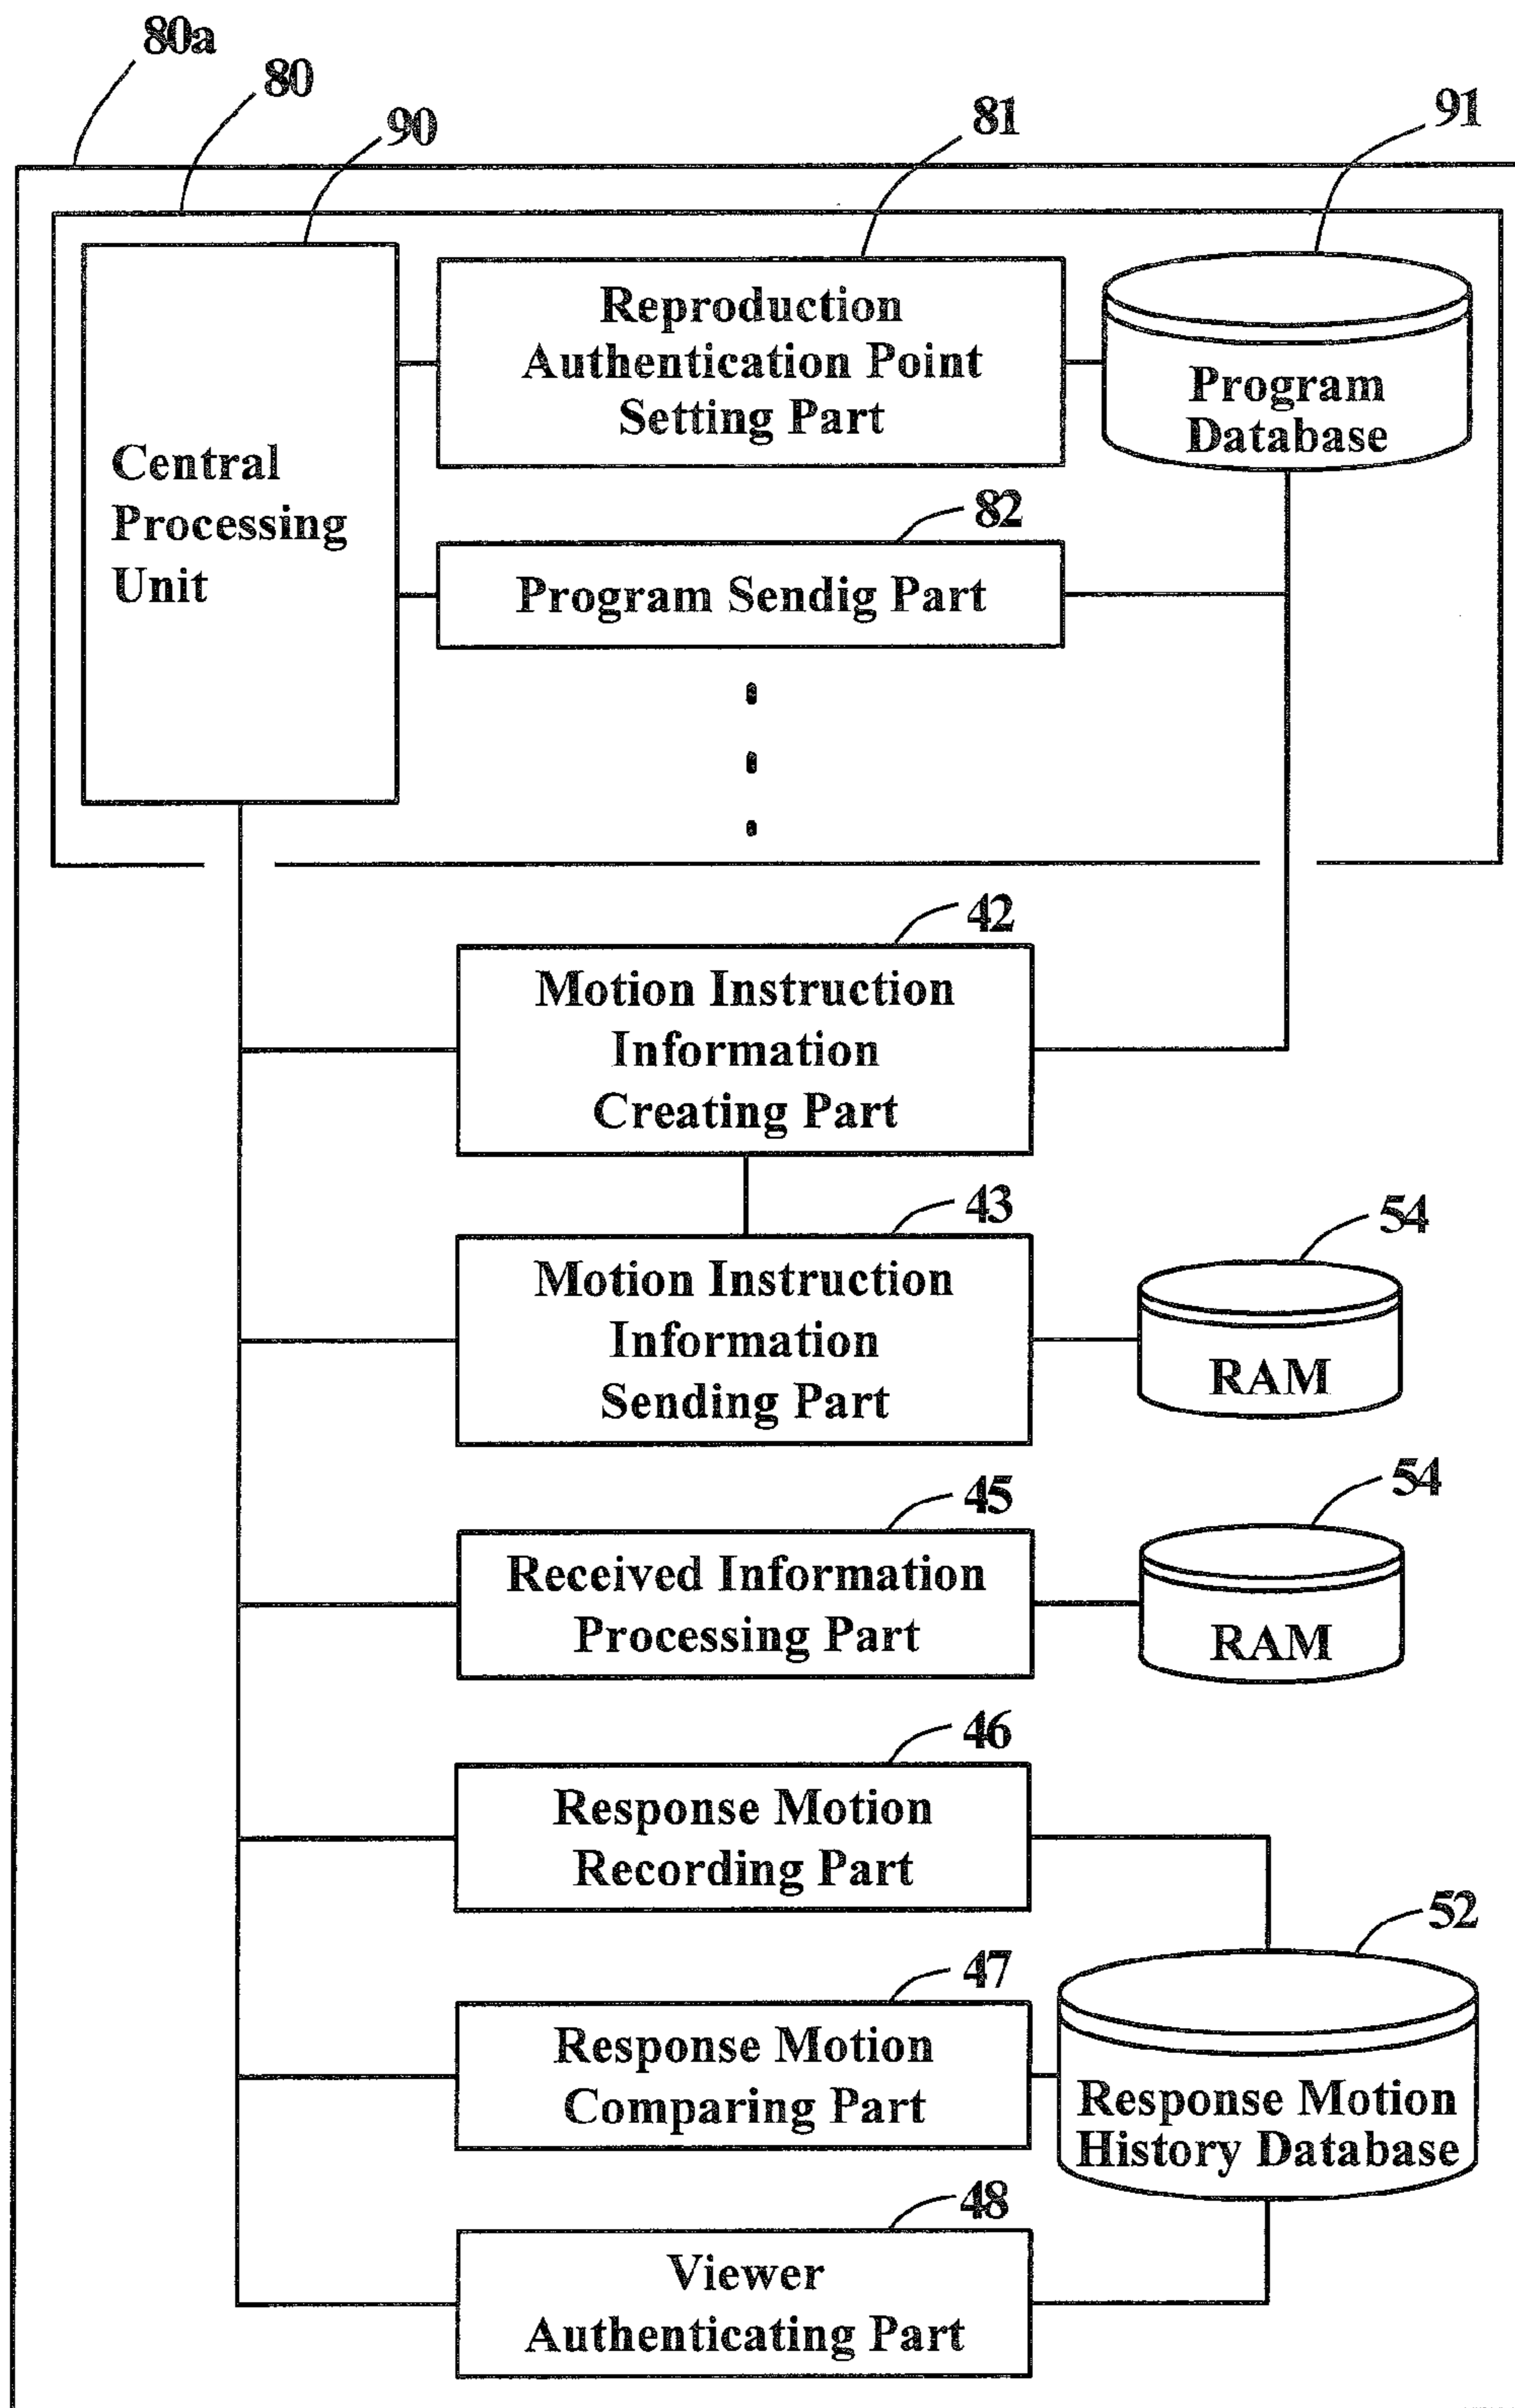 80a
80
90
81
91
Reproduction
Authentication Point
Setting Part
Program
Database
Central
Processing
Unit
82
Program Sendig Part
42
Motion Instruction
Information
Creating Part
43
Motion Instruction
Information
Sending Part
54
RAM
45
Received Information
Processing Part
54
RAM
46
Response Motion
Recording Part
52
47
Response Motion
Comparing Part
Response Motion
History Database
48
Viewer
Authenticating Part